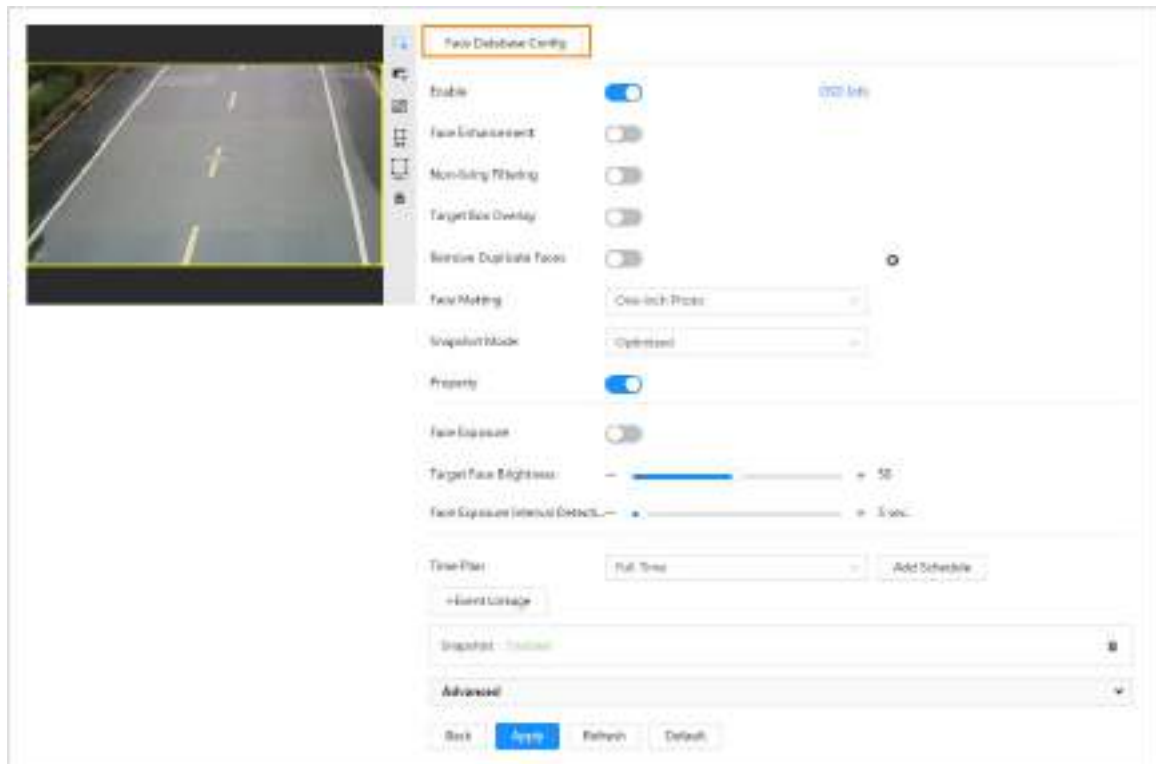 Face Database Config
Enable
OSD Info
Face Enhancement
Non-living Filtering
Target Box Overlay
Remove Duplicate Faces
Face Matting One-inch Photo
Snapshot Mode Optimized
Property
Face Exposure
Target Face Brightness − + 50
Face Exposure Interval Detecti... − + 5 sec.
Time Plan Full Time Add Schedule
+Event Linkage
Snapshot
Advanced
Back Apply Refresh Default